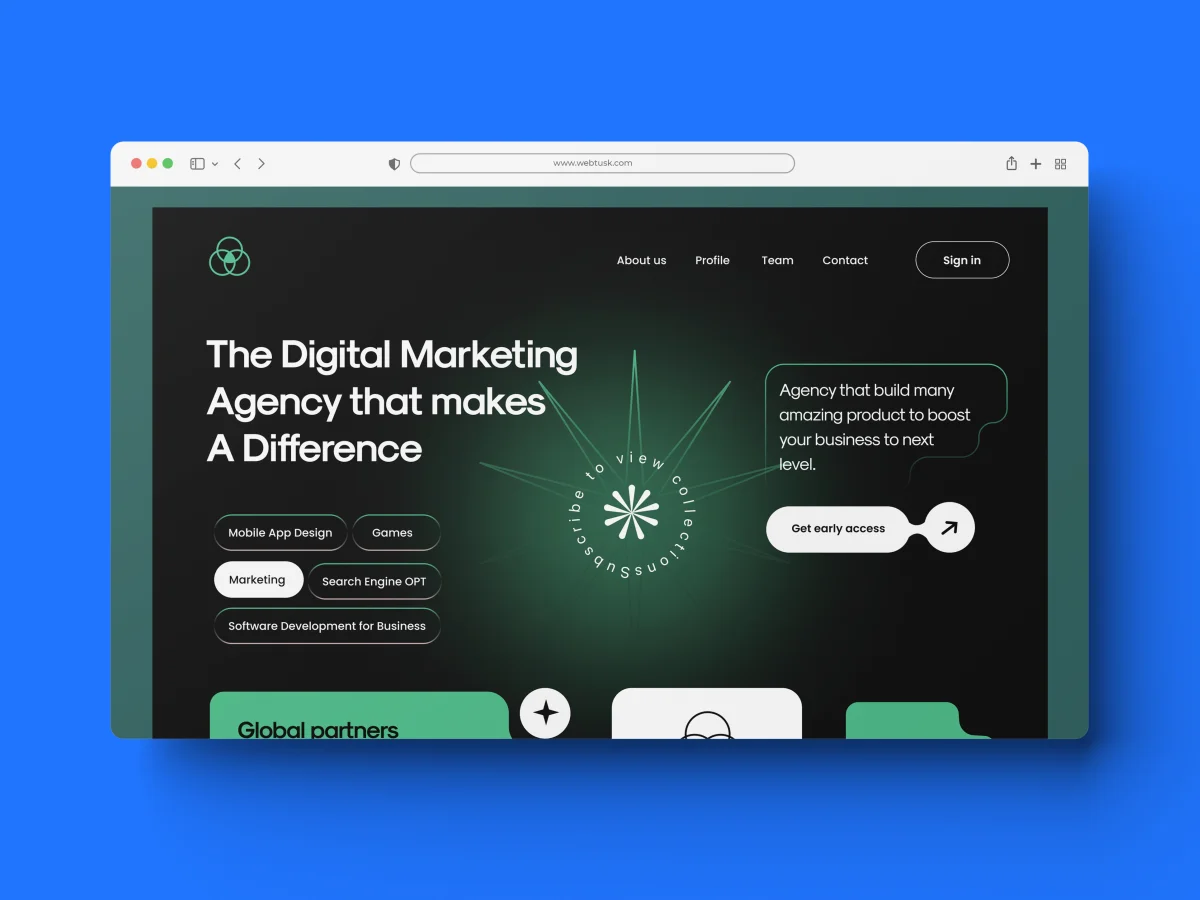 www.webtusk.com
About us
Profile
Team
Contact
Sign in
The Digital Marketing
Agency that makes
A Difference
Agency that build many
amazing product to boost
your business to next
level.
Subscribe to view collections
Get early access
Mobile App Design
Games
Marketing
Search Engine OPT
Software Development for Business
Global partners